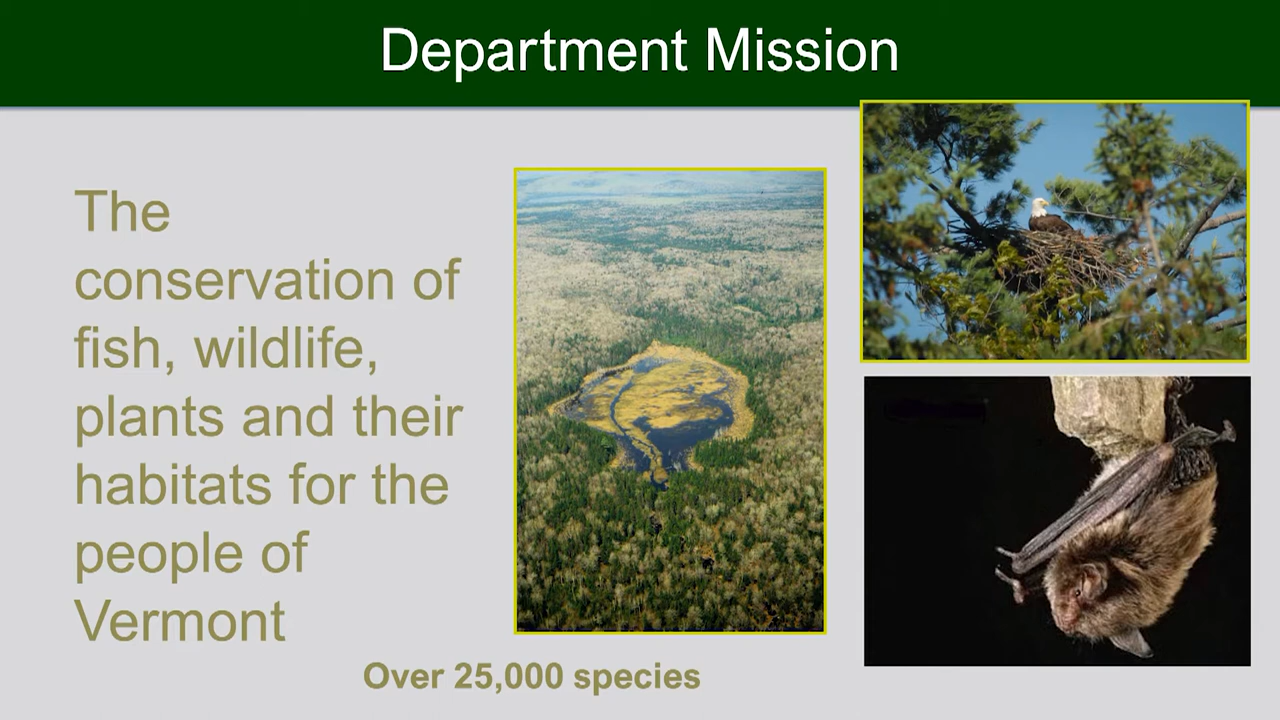 Department Mission
The
conservation of
fish, wildlife,
plants and their
habitats for the
people of
Vermont
Over 25,000 species